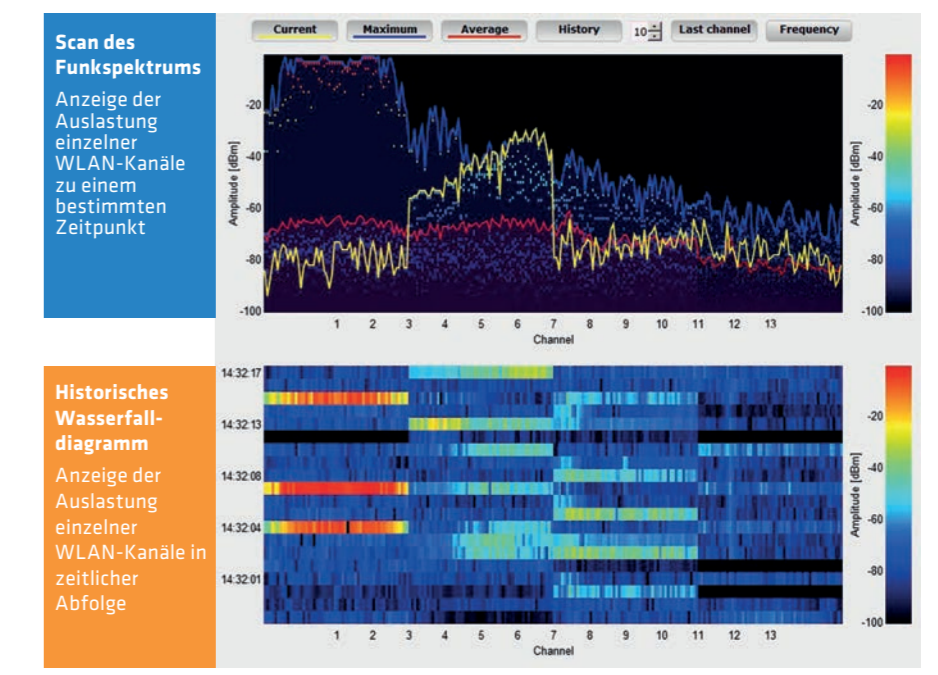 Scan des
Funkspektrums
Anzeige der
Auslastung
einzelner
WLAN-Kanäle
zu einem
bestimmten
Zeitpunkt
Current Maximum Average History 10 Last channel Frequency
Amplitude [dBm]
-20
-40
-60
-80
-100
1 2 3 4 5 6 7 8 9 10 11 12 13
Channel
-20
-40
-60
-80
-100
Amplitude [dBm]
Historisches
Wasserfall-
diagramm
Anzeige der
Auslastung
einzelner
WLAN-Kanäle in
zeitlicher
Abfolge
14:32:17
14:32:13
14:32:08
14:32:04
14:32:01
1 2 3 4 5 6 7 8 9 10 11 12 13
Channel
-20
-40
-60
-80
-100
Amplitude [dBm]